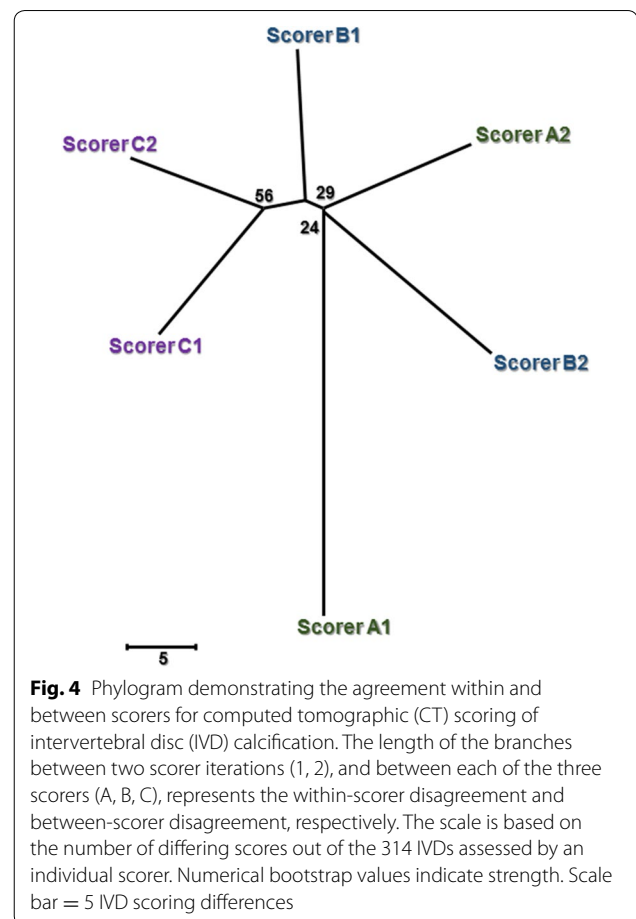 Scorer B1
Scorer A2
Scorer C2
56
29
24
Scorer C1
Scorer B2
Scorer A1
5
Fig. 4 Phylogram demonstrating the agreement within and
between scorers for computed tomographic (CT) scoring of
intervertebral disc (IVD) calcification. The length of the branches
between two scorer iterations (1, 2), and between each of the three
scorers (A, B, C), represents the within-scorer disagreement and
between-scorer disagreement, respectively. The scale is based on
the number of differing scores out of the 314 IVDs assessed by an
individual scorer. Numerical bootstrap values indicate strength. Scale
bar = 5 IVD scoring differences